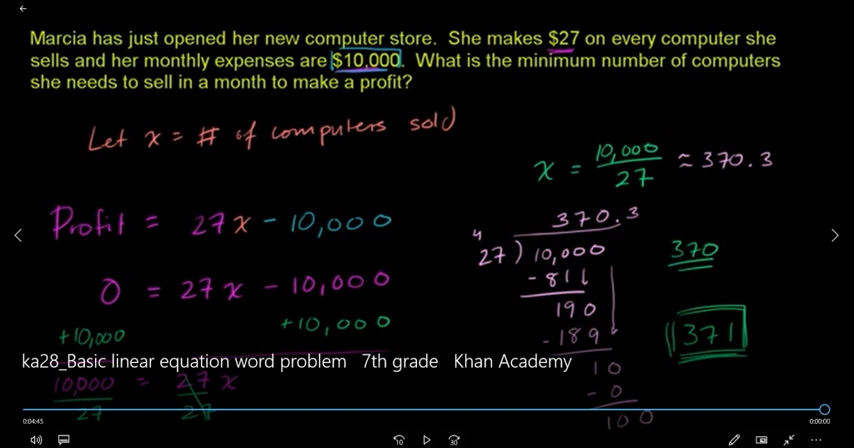 Marcia has just opened her new computer store. She makes $27 on every computer she
sells and her monthly expenses are $10,000. What is the minimum number of computers
she needs to sell in a month to make a profit?
Let x = # of computers sold
x = 10,000/27 ≈ 370.3
Profit = 27x - 10,000
370.3
4
27 ) 10,000
370
0 = 27x - 10,000
-811
190
+10,000 +10,000
-189
371
ka28_Basic linear equation word problem 7th grade Khan Academy
10
10,000/27 = 27x/27
-0
100
0:04:45
0:00:00
10
30